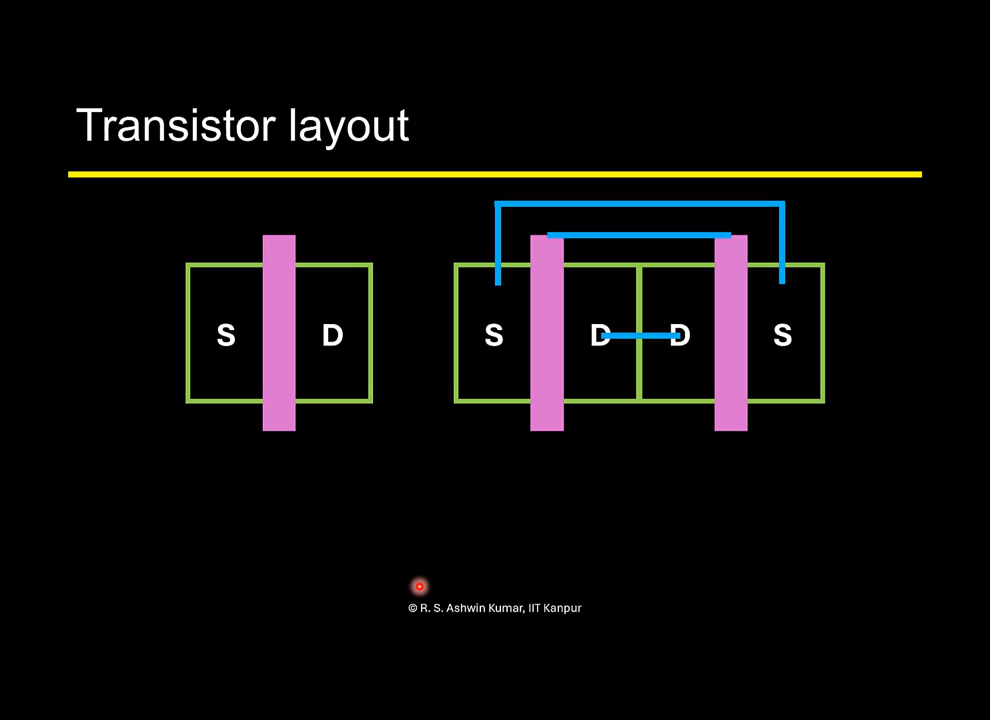 Transistor layout
S D S D D S
© R. S. Ashwin Kumar, IIT Kanpur